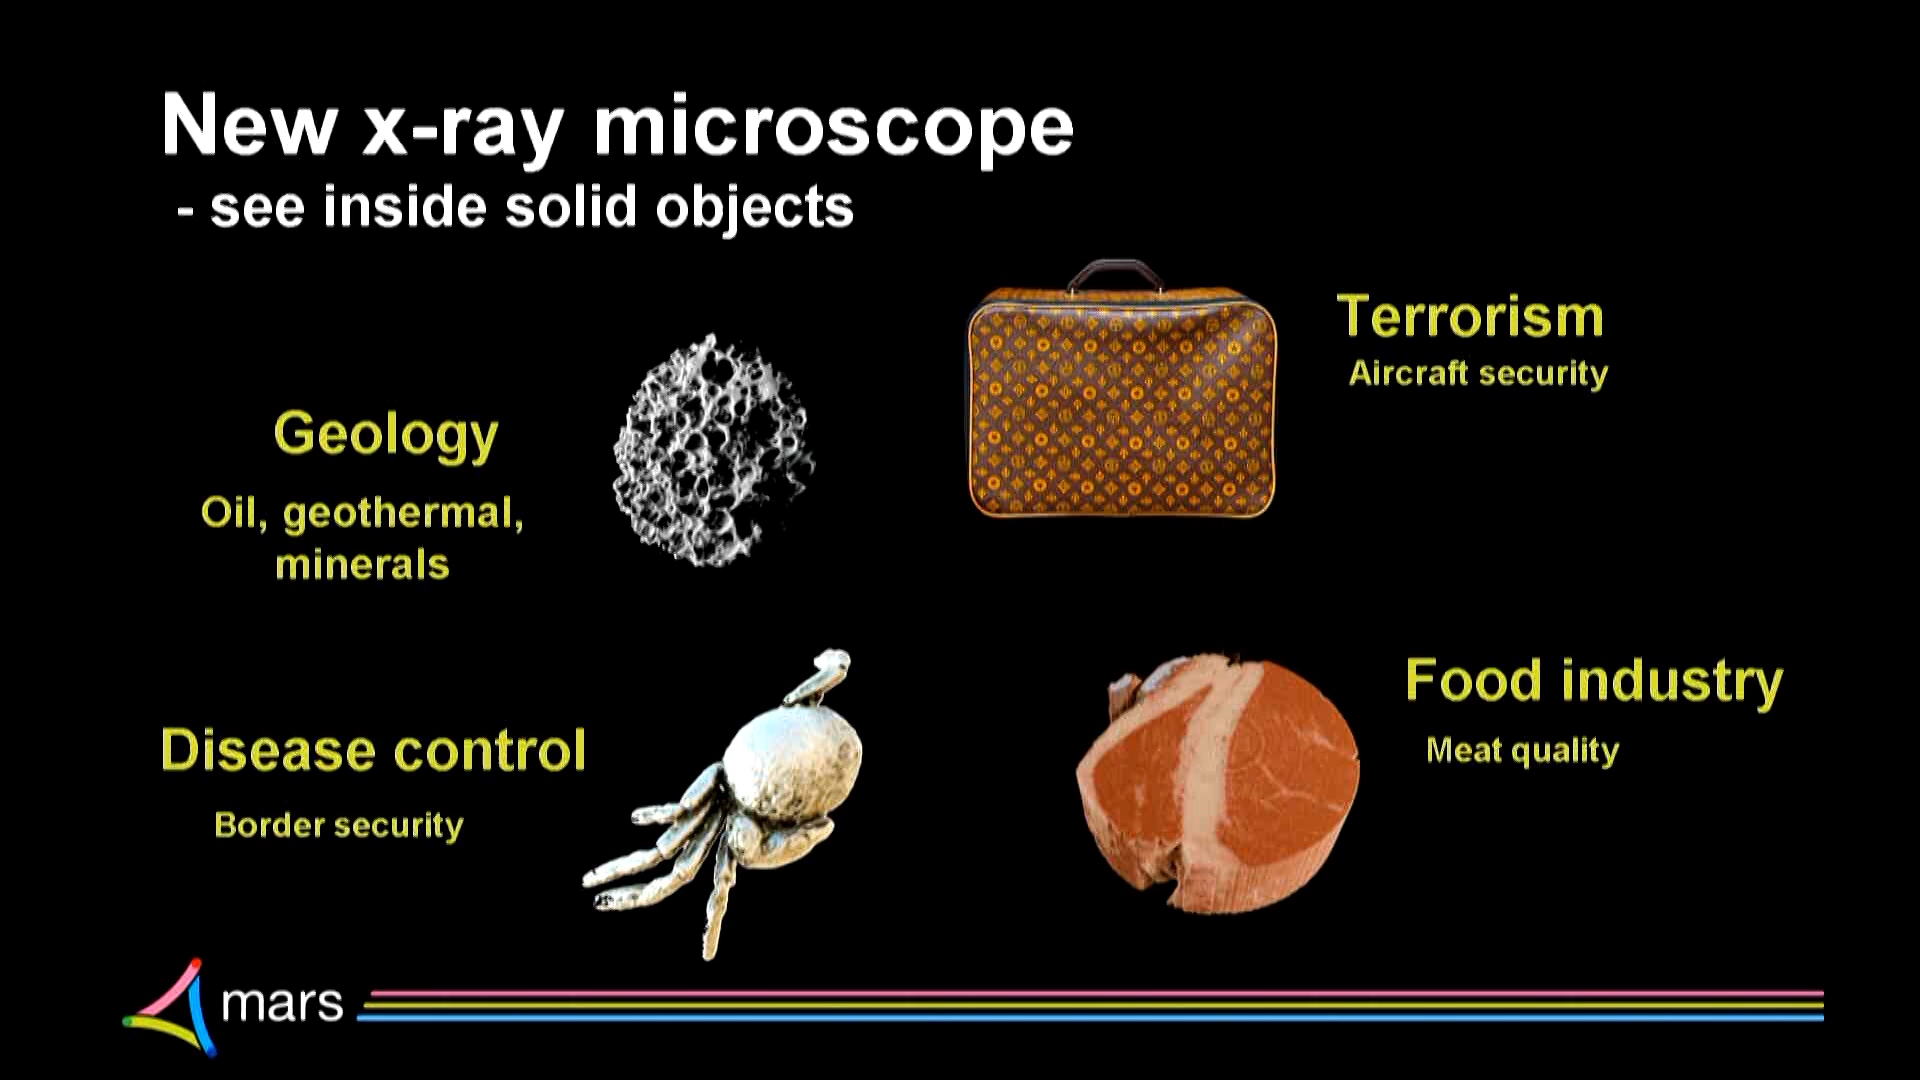 New x-ray microscope
- see inside solid objects
Terrorism
Aircraft security
Geology
Oil, geothermal,
minerals
Food industry
Meat quality
Disease control
Border security
mars